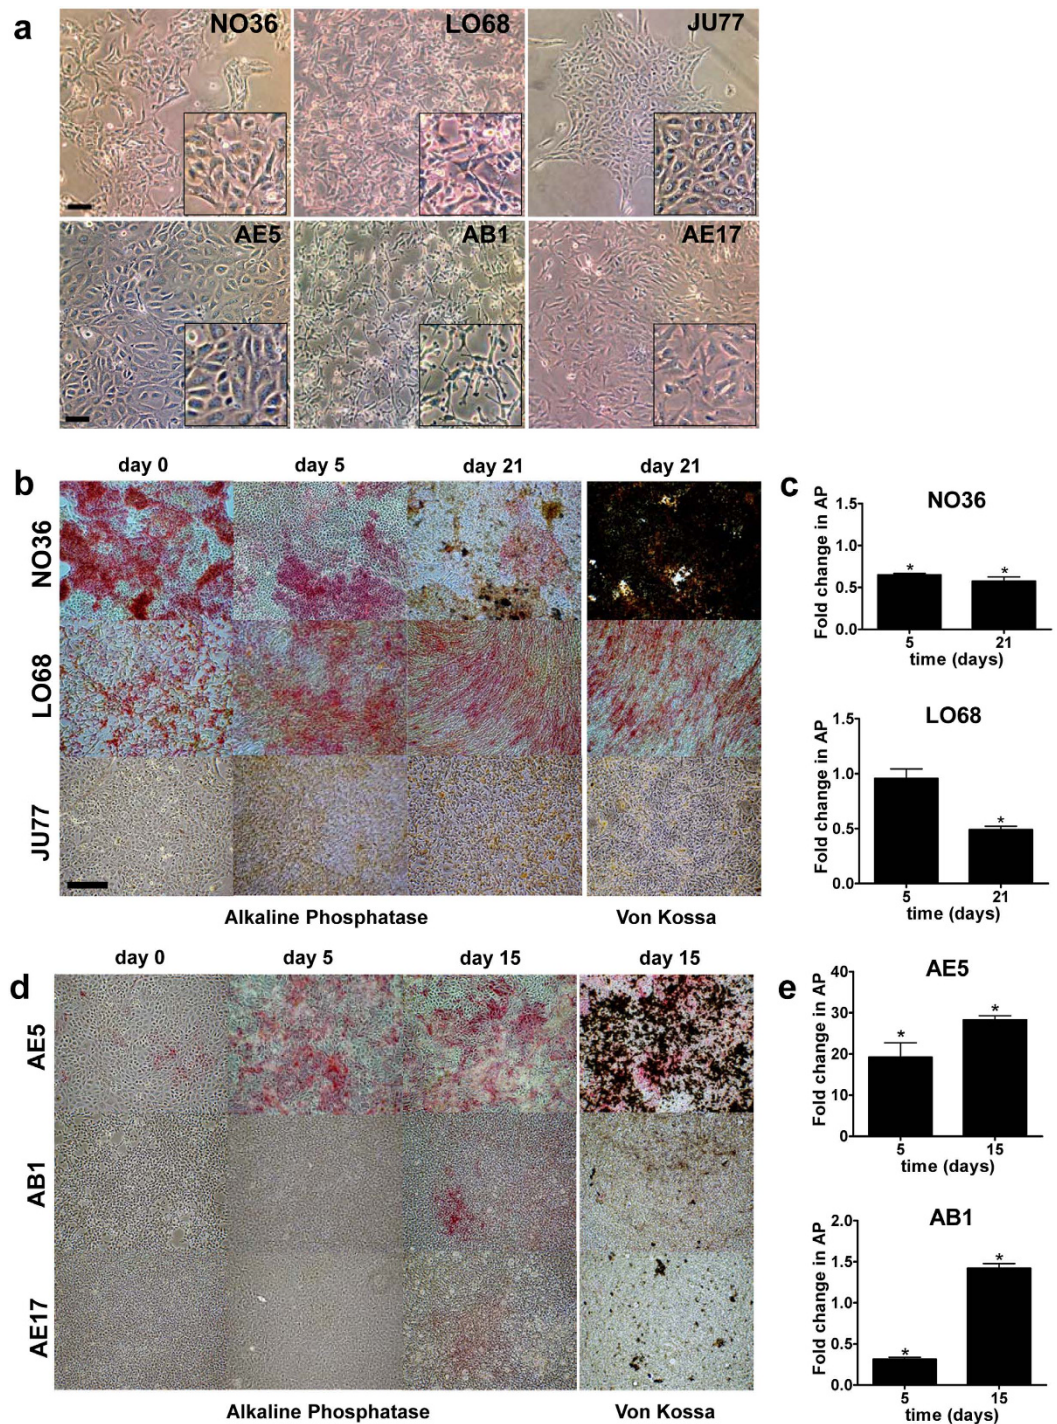 a
NO36
LO68
JU77
AE5
AB1
AE17
b
day 0
day 5
day 21
day 21
NO36
LO68
JU77
Alkaline Phosphatase
Von Kossa
c
NO36
Fold change in AP
1.5
1.0
0.5
0.0
*
*
5
21
time (days)
LO68
Fold change in AP
1.5
1.0
0.5
0.0
*
5
21
time (days)
d
day 0
day 5
day 15
day 15
AE5
AB1
AE17
Alkaline Phosphatase
Von Kossa
e
AE5
Fold change in AP
40
30
20
10
0
*
*
5
15
time (days)
AB1
Fold change in AP
2.0
1.5
1.0
0.5
0.0
*
*
5
15
time (days)